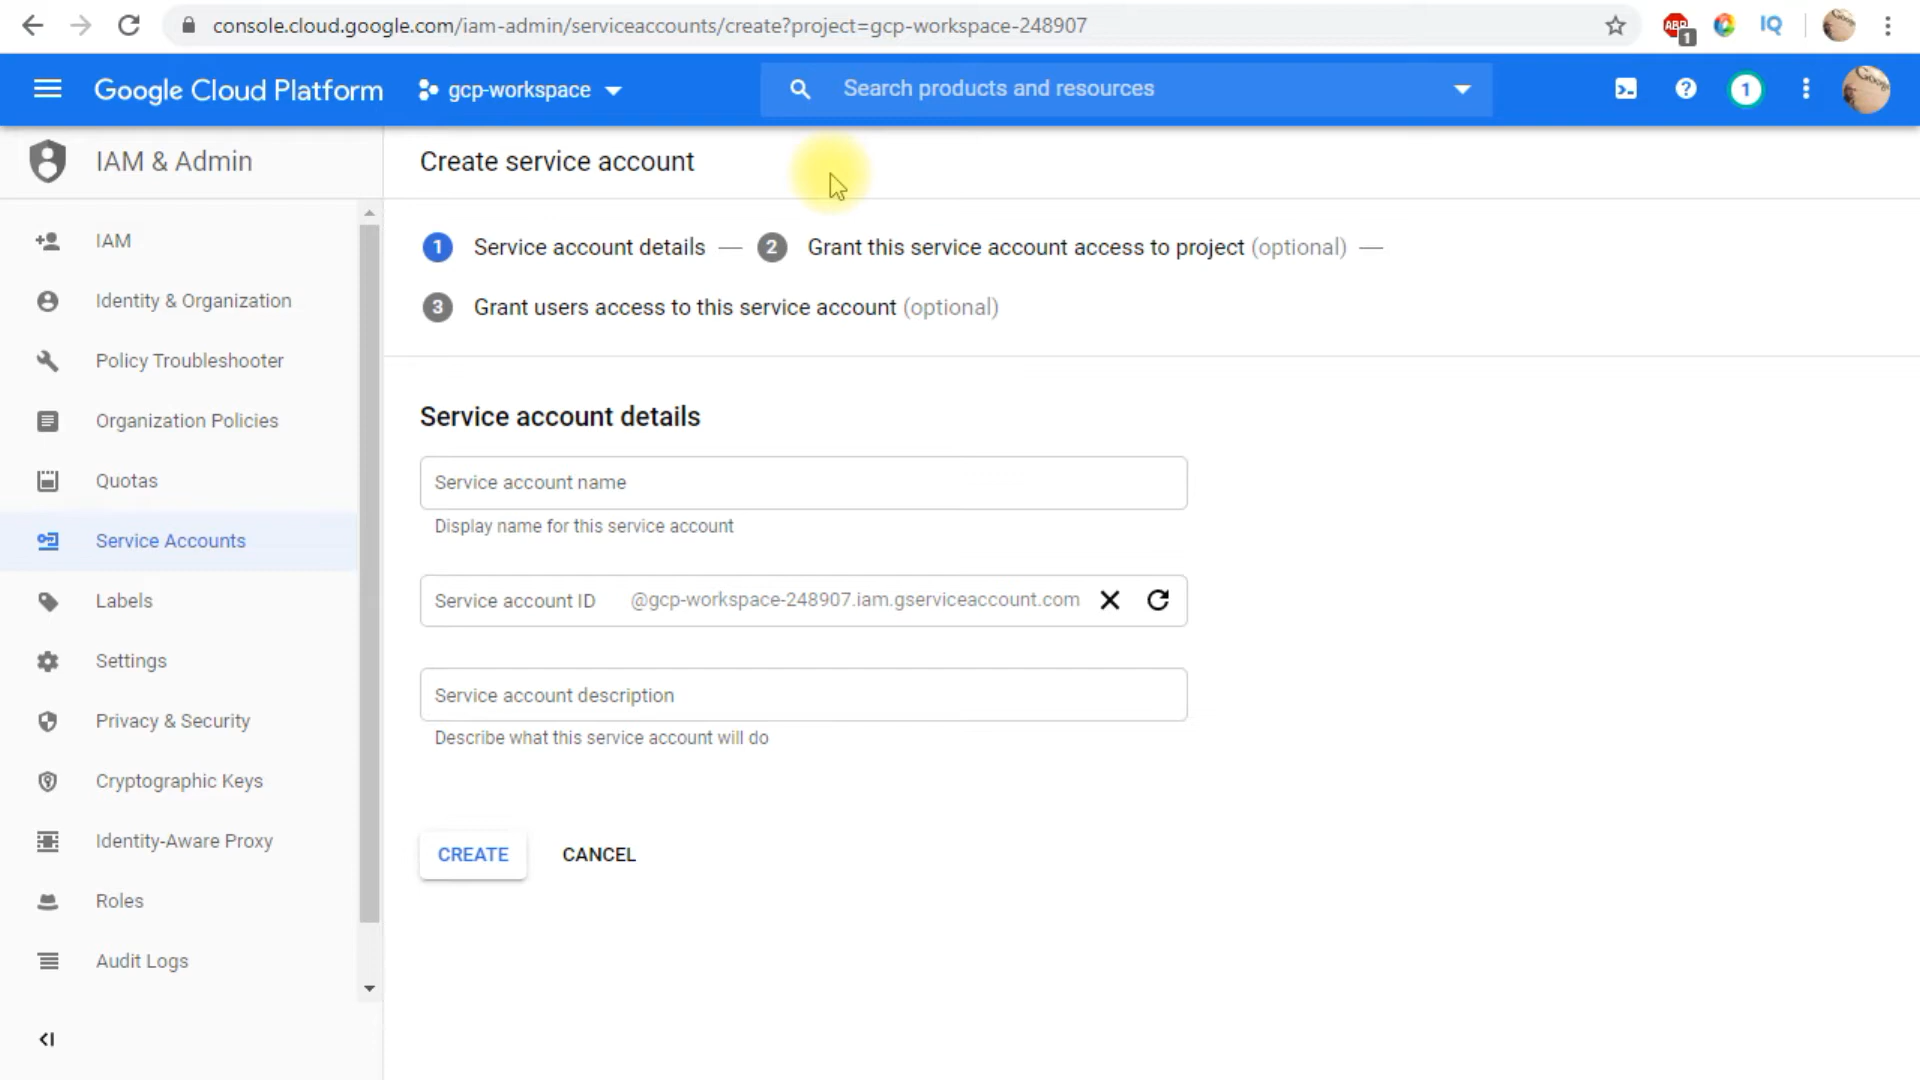 console.cloud.google.com/iam-admin/serviceaccounts/create?project=gcp-workspace-248907
ABP
1
IQ
Google Cloud Platform
gcp-workspace
Search products and resources
1
IAM & Admin
Create service account
IAM
Identity & Organization
Policy Troubleshooter
Organization Policies
Quotas
Service Accounts
Labels
Settings
Privacy & Security
Cryptographic Keys
Identity-Aware Proxy
Roles
Audit Logs
1 Service account details — 2 Grant this service account access to project (optional) —
3 Grant users access to this service account (optional)
Service account details
Service account name
Display name for this service account
Service account ID @gcp-workspace-248907.iam.gserviceaccount.com
Service account description
Describe what this service account will do
CREATE CANCEL